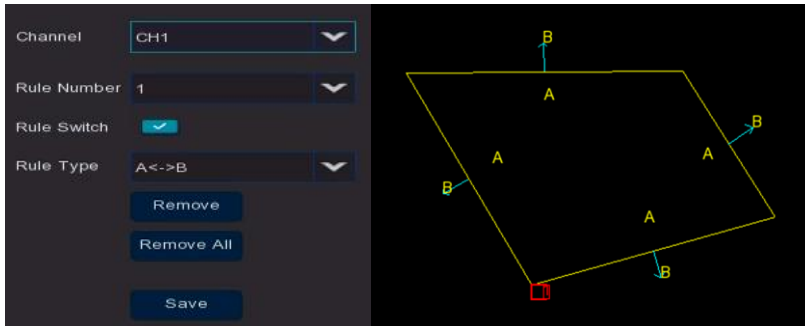 Channel CH1
Rule Number 1
Rule Switch
Rule Type A<->B
Remove
Remove All
Save
B
A
B
A
A
B
A
B